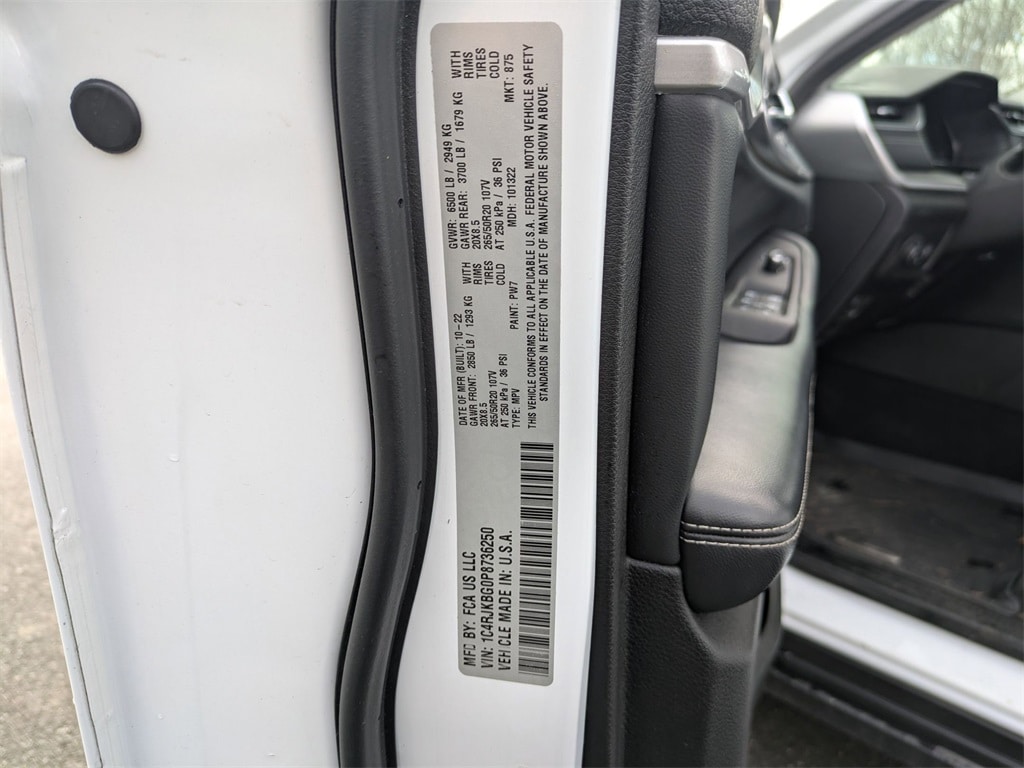 MFD BY: FCA US LLC
VIN: 1C4RJKBG0P8736250
VEH CLE MADE IN: U.S.A.
DATE OF MFR (BUILT): 10-22
GAWR FRONT: 2850 LB / 1293 KG WITH
20X8.5 RIMS
265/50R20 107V TIRES
AT 250 kPa / 36 PSI COLD
TYPE: MPV PAINT: PW7
GVWR: 6500 LB / 2949 KG
GAWR REAR: 3700 LB / 1679 KG WITH
20X8.5 RIMS
265/50R20 107V TIRES
AT 250 kPa / 36 PSI COLD
MDH: 101322 MKT: 875
THIS VEHICLE CONFORMS TO ALL APPLICABLE U.S.A. FEDERAL MOTOR VEHICLE SAFETY
STANDARDS IN EFFECT ON THE DATE OF MANUFACTURE SHOWN ABOVE.